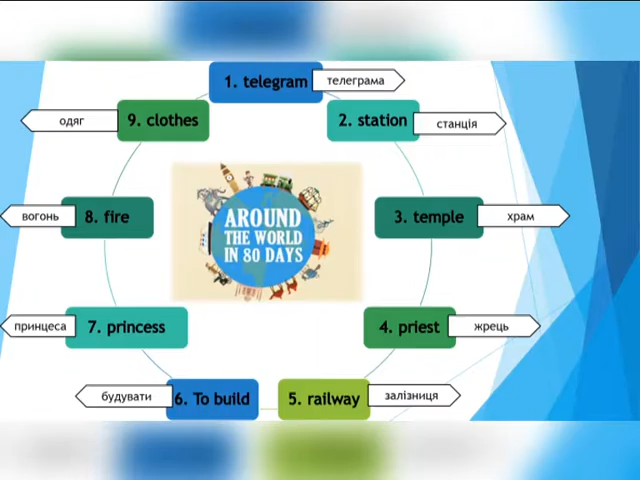 1. telegram
телеграма
2. station
станція
3. temple
храм
4. priest
жрець
5. railway
залізниця
6. To build
будувати
7. princess
принцеса
8. fire
вогонь
9. clothes
одяг
AROUND
THE WORLD
IN 80 DAYS